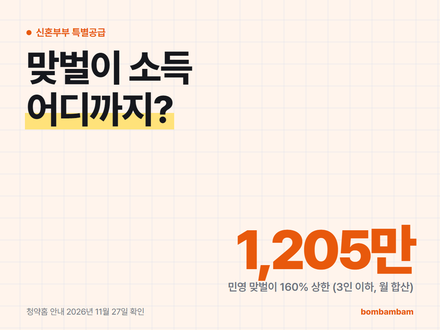 신혼부부 특별공급
맞벌이 소득
어디까지?
1,205만
민영 맞벌이 160% 상한 (3인 이하, 월 합산)
청약홈 안내 2026년 11월 27일 확인
bombambam